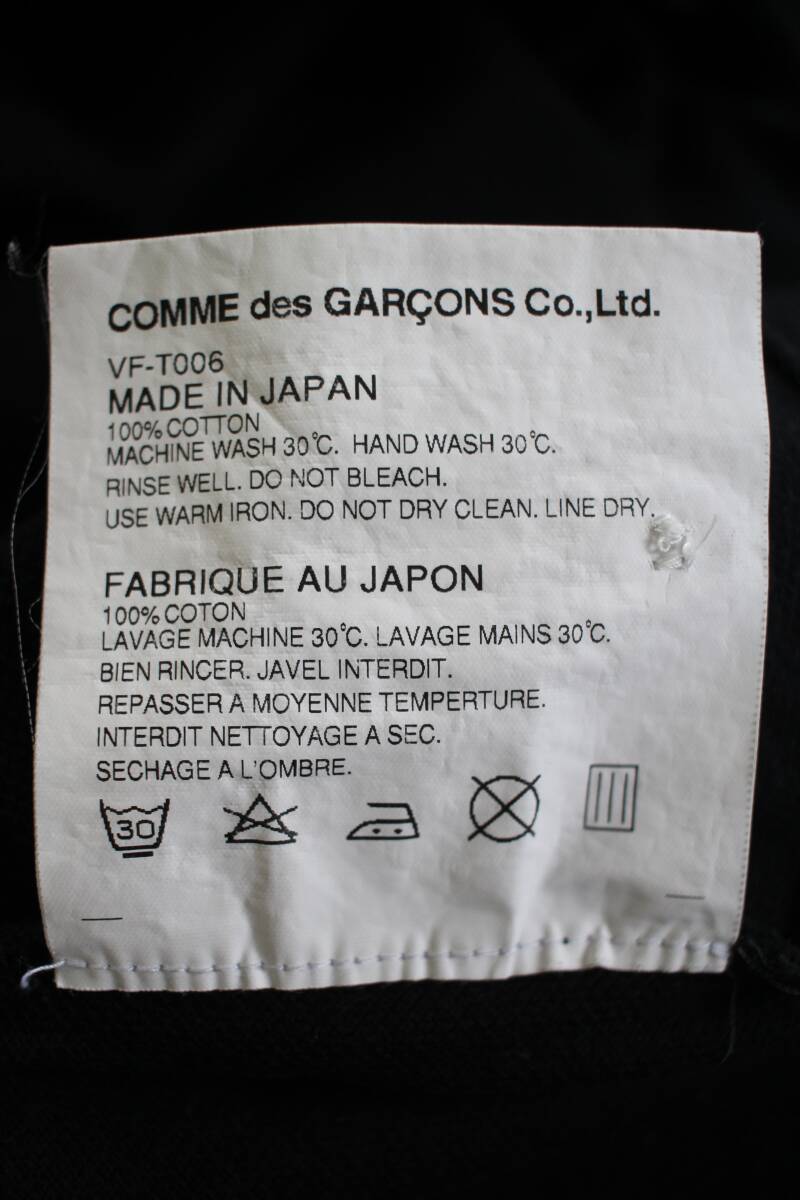 COMME des GARÇONS Co.,Ltd.
VF-T006
MADE IN JAPAN
100% COTTON
MACHINE WASH 30℃. HAND WASH 30℃.
RINSE WELL. DO NOT BLEACH.
USE WARM IRON. DO NOT DRY CLEAN. LINE DRY.
FABRIQUE AU JAPON
100% COTON
LAVAGE MACHINE 30℃. LAVAGE MAINS 30℃.
BIEN RINCER. JAVEL INTERDIT.
REPASSER A MOYENNE TEMPERTURE.
INTERDIT NETTOYAGE A SEC.
SECHAGE A L'OMBRE.
30